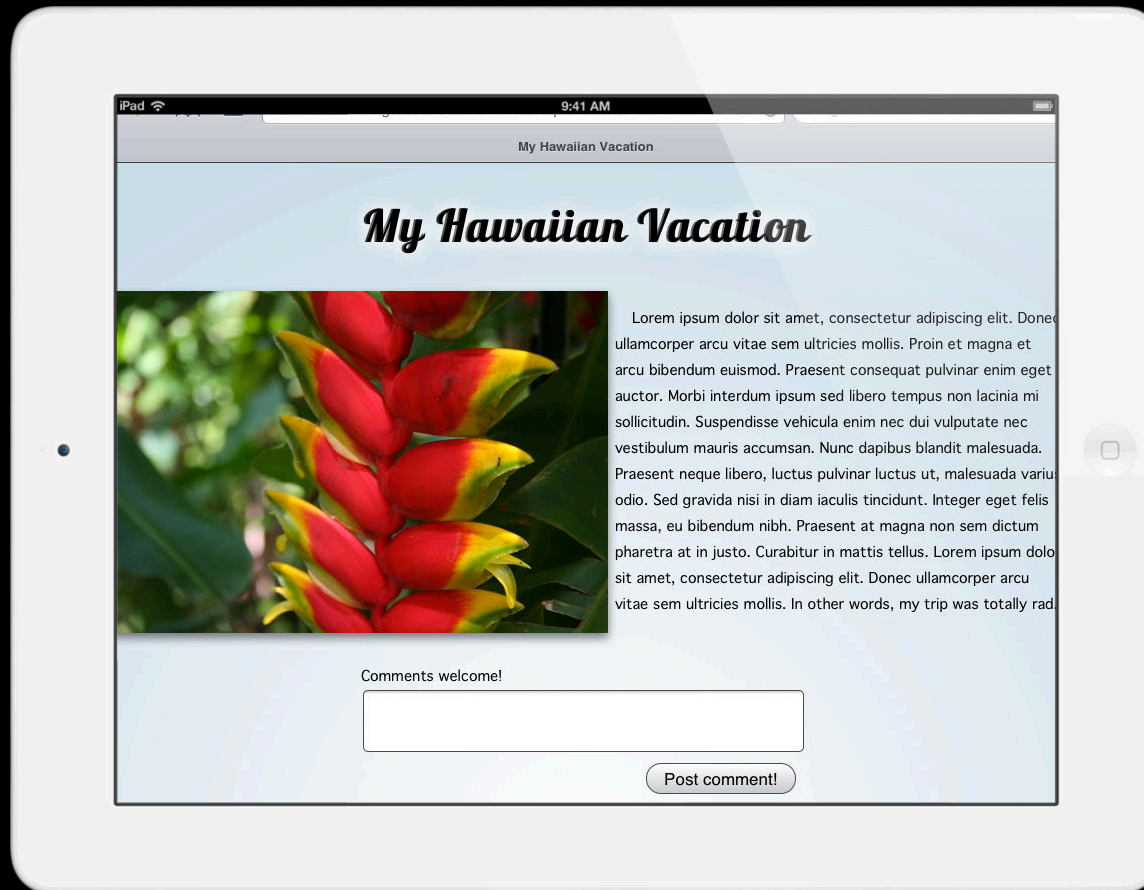 iPad
9:41 AM
My Hawaiian Vacation
My Hawaiian Vacation
Lorem ipsum dolor sit amet, consectetur adipiscing elit. Donec
ullamcorper arcu vitae sem ultricies mollis. Proin et magna et
arcu bibendum euismod. Praesent consequat pulvinar enim eget
auctor. Morbi interdum ipsum sed libero tempus non lacinia mi
sollicitudin. Suspendisse vehicula enim nec dui vulputate nec
vestibulum mauris accumsan. Nunc dapibus blandit malesuada.
Praesent neque libero, luctus pulvinar luctus ut, malesuada varius
odio. Sed gravida nisi in diam iaculis tincidunt. Integer eget felis
massa, eu bibendum nibh. Praesent at magna non sem dictum
pharetra at in justo. Curabitur in mattis tellus. Lorem ipsum dolo
sit amet, consectetur adipiscing elit. Donec ullamcorper arcu
vitae sem ultricies mollis. In other words, my trip was totally rad.
Comments welcome!
Post comment!